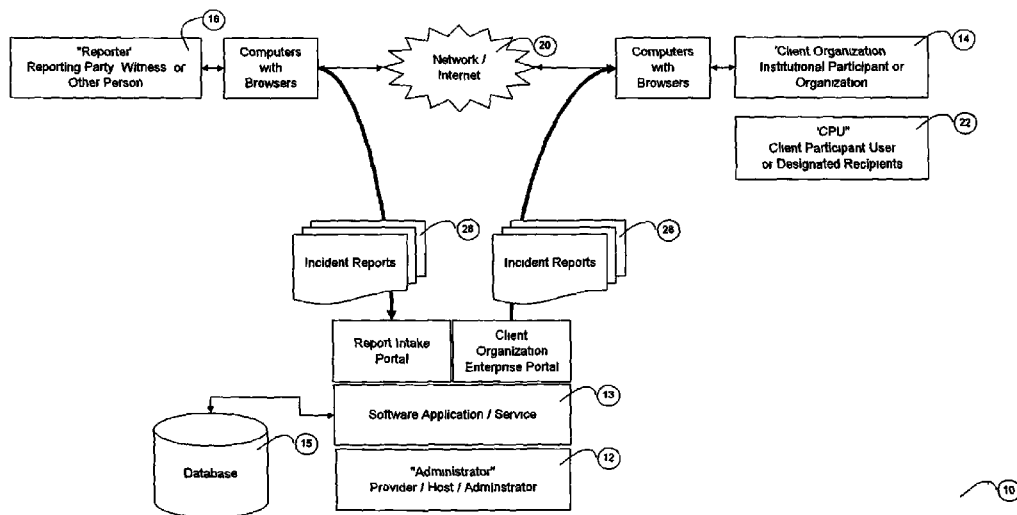 16
"Reporter'
Reporting Party Witness or
Other Person
Computers
with
Browsers
20
Network /
Internet
Computers
with
Browsers
14
'Client Organization
Institutional Participant or
Organization
22
'CPU"
Client Participant User
or Designated Recipients
28
Incident Reports
28
Incident Reports
Report Intake
Portal
Client
Organization
Enterprise Portal
13
Software Application / Service
15
Database
12
"Administrator"
Provider / Host / Adminstrator
10